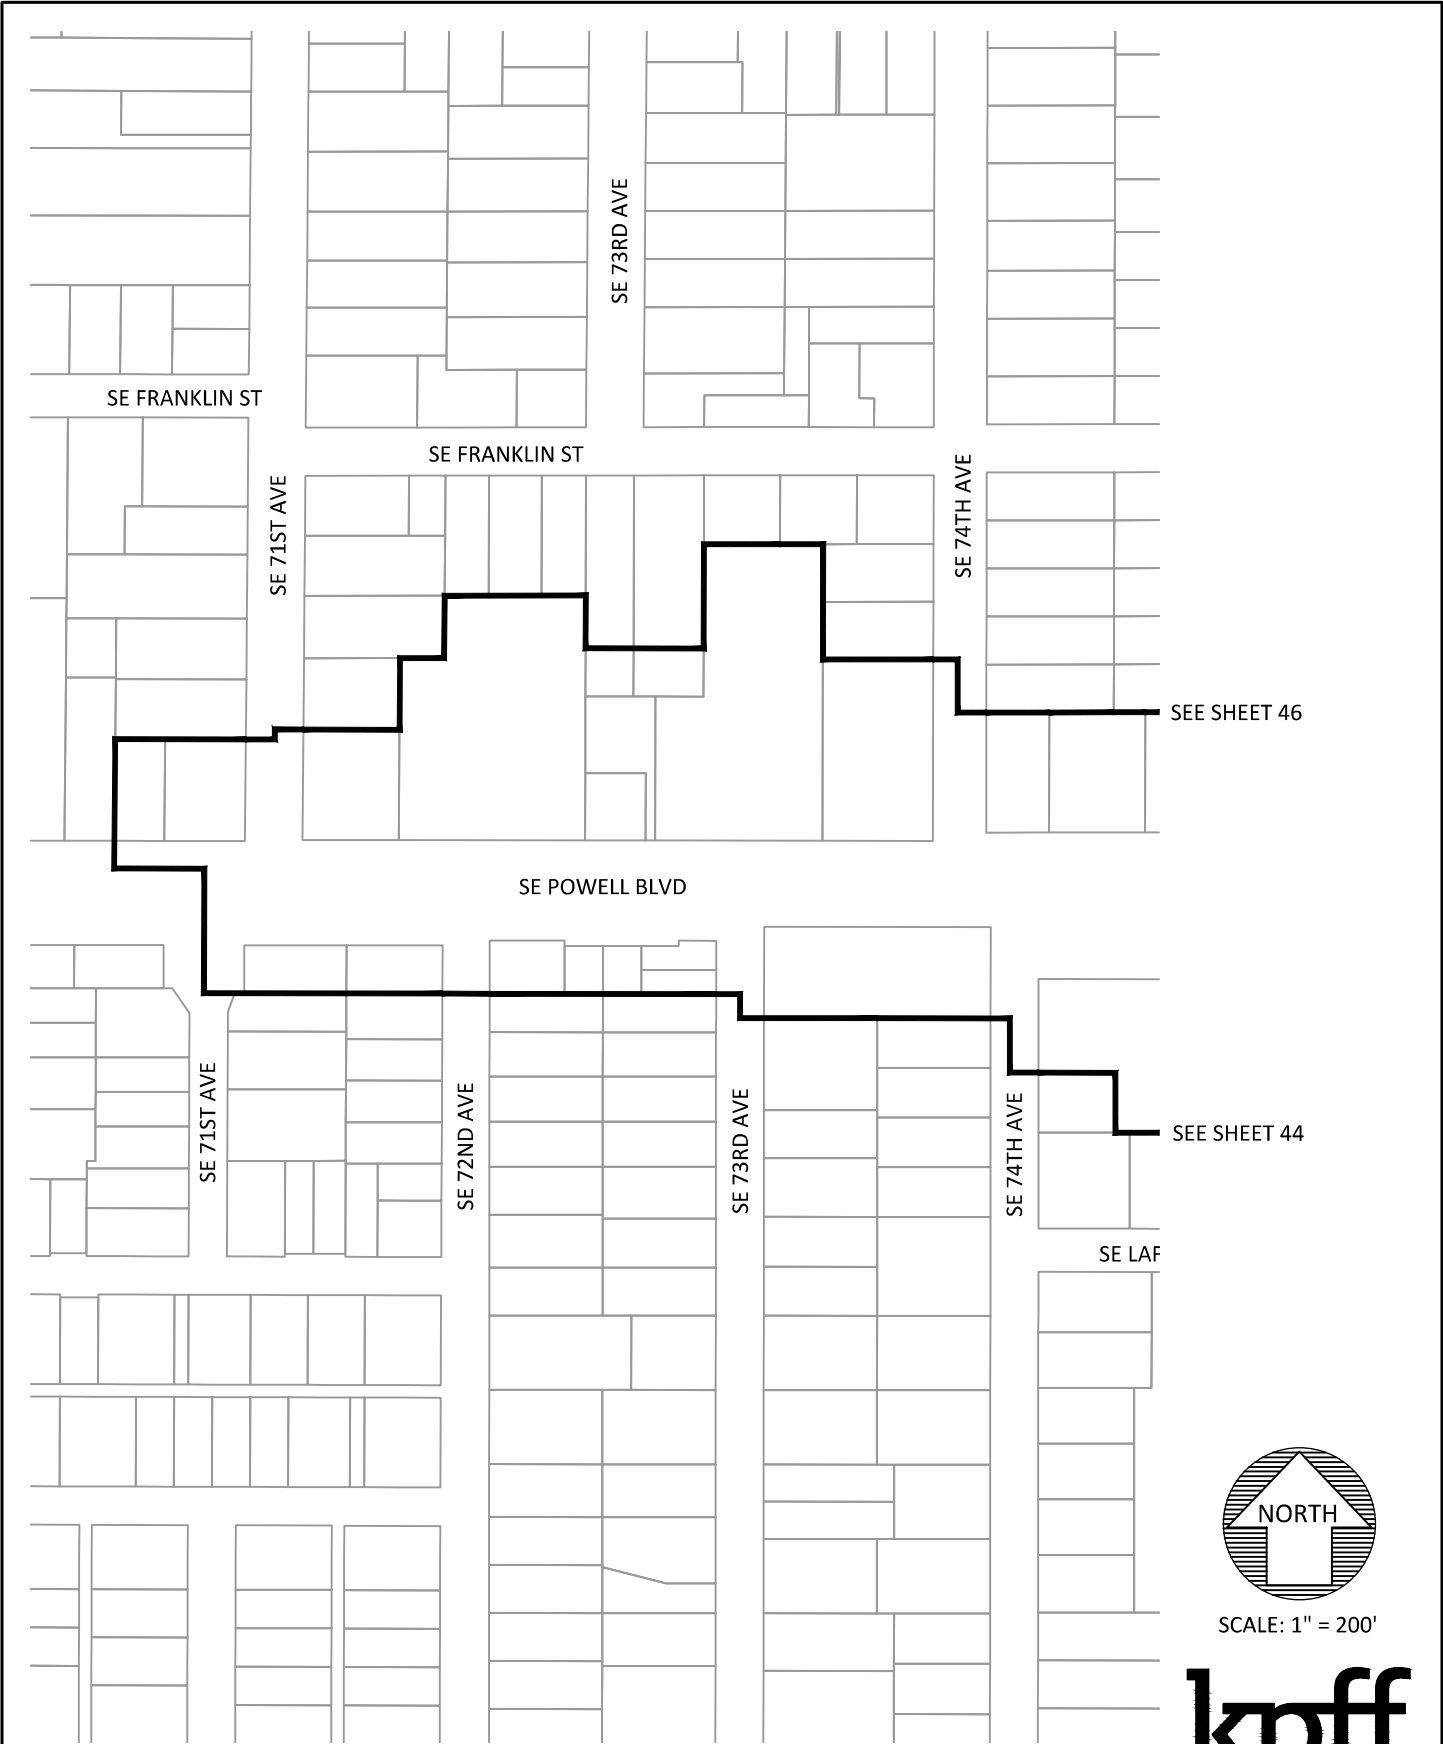 SE 73RD AVE
SE FRANKLIN ST
SE FRANKLIN ST
SE 71ST AVE
SE 74TH AVE
SEE SHEET 46
SE POWELL BLVD
SE 71ST AVE
SE 72ND AVE
SE 73RD AVE
SE 74TH AVE
SEE SHEET 44
SE LAF
NORTH
SCALE: 1" = 200'
kpff